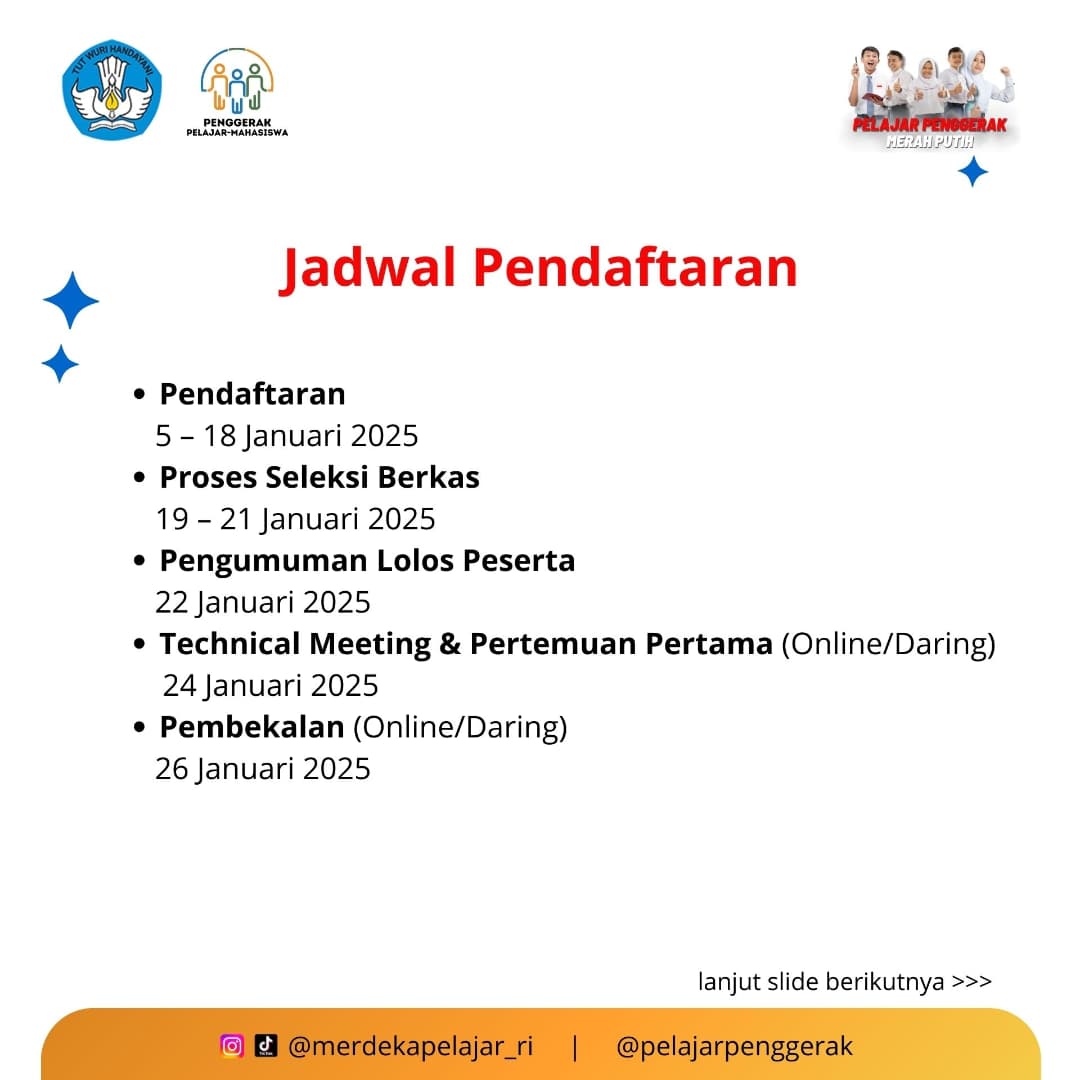 TUT WURI HANDAYANI
PENGGERAK
PELAJAR-MAHASISWA
PELAJAR PENGGERAK
MERAH PUTIH
Jadwal Pendaftaran
• Pendaftaran
5 – 18 Januari 2025
• Proses Seleksi Berkas
19 – 21 Januari 2025
• Pengumuman Lolos Peserta
22 Januari 2025
• Technical Meeting & Pertemuan Pertama (Online/Daring)
24 Januari 2025
• Pembekalan (Online/Daring)
26 Januari 2025
lanjut slide berikutnya >>>
@merdekapelajar_ri | @pelajarpenggerak